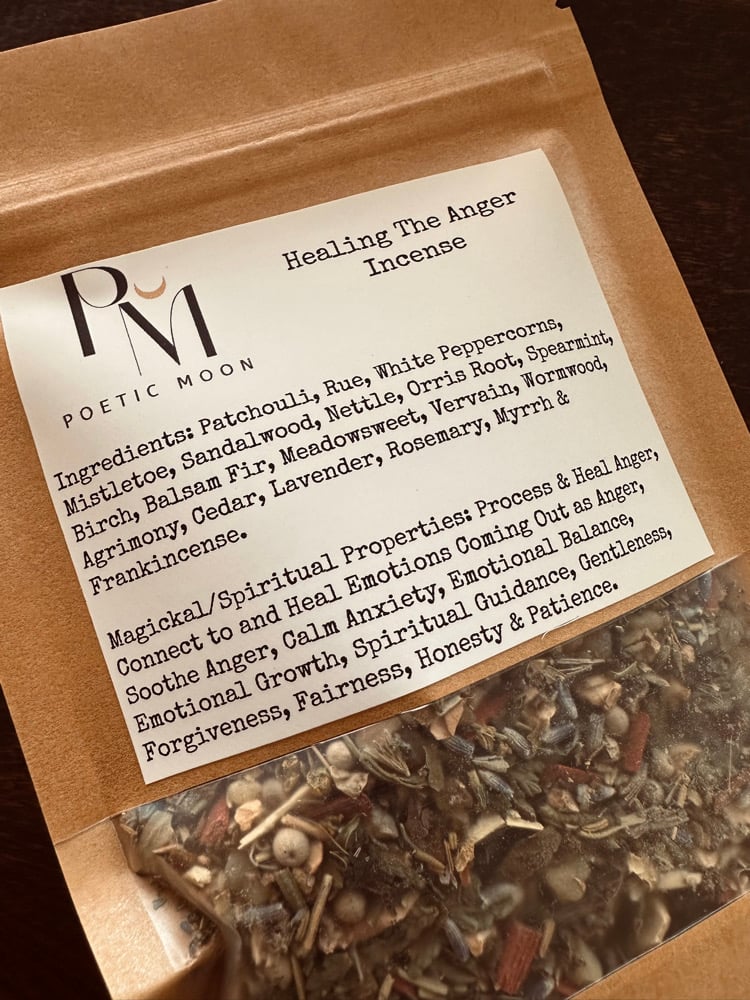 PM
POETIC MOON
Healing The Anger
Incense
Ingredients: Patchouli, Rue, White Peppercorns,
Mistletoe, Sandalwood, Nettle, Orris Root, Spearmint,
Birch, Balsam Fir, Meadowsweet, Vervain, Wormwood,
Agrimony, Cedar, Lavender, Rosemary, Myrrh &
Frankincense.
Magickal/Spiritual Properties: Process & Heal Anger,
Connect to and Heal Emotions Coming Out as Anger,
Soothe Anger, Calm Anxiety, Emotional Balance,
Emotional Growth, Spiritual Guidance, Gentleness,
Forgiveness, Fairness, Honesty & Patience.